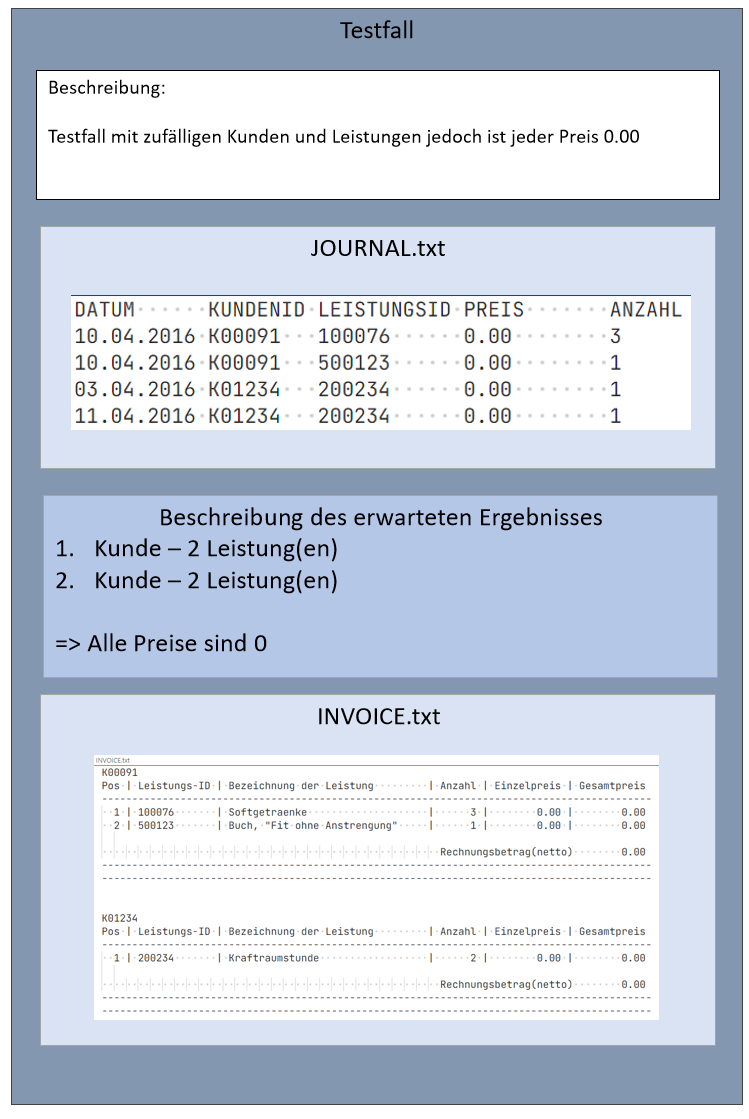 Testfall
Beschreibung:
Testfall mit zufälligen Kunden und Leistungen jedoch ist jeder Preis 0.00
JOURNAL.txt
DATUM KUNDENID LEISTUNGSID PREIS ANZAHL
10.04.2016 K00091 100076 0.00 3
10.04.2016 K00091 500123 0.00 1
03.04.2016 K01234 200234 0.00 1
11.04.2016 K01234 200234 0.00 1
Beschreibung des erwarteten Ergebnisses
1. Kunde – 2 Leistung(en)
2. Kunde – 2 Leistung(en)
=> Alle Preise sind 0
INVOICE.txt
INVOICE.txt
K00091
Pos | Leistungs-ID | Bezeichnung der Leistung | Anzahl | Einzelpreis | Gesamtpreis
1 | 100076 | Softgetraenke | 3 | 0.00 | 0.00
2 | 500123 | Buch, "Fit ohne Anstrengung" | 1 | 0.00 | 0.00
Rechnungsbetrag(netto) 0.00
K01234
Pos | Leistungs-ID | Bezeichnung der Leistung | Anzahl | Einzelpreis | Gesamtpreis
1 | 200234 | Kraftraumstunde | 2 | 0.00 | 0.00
Rechnungsbetrag(netto) 0.00